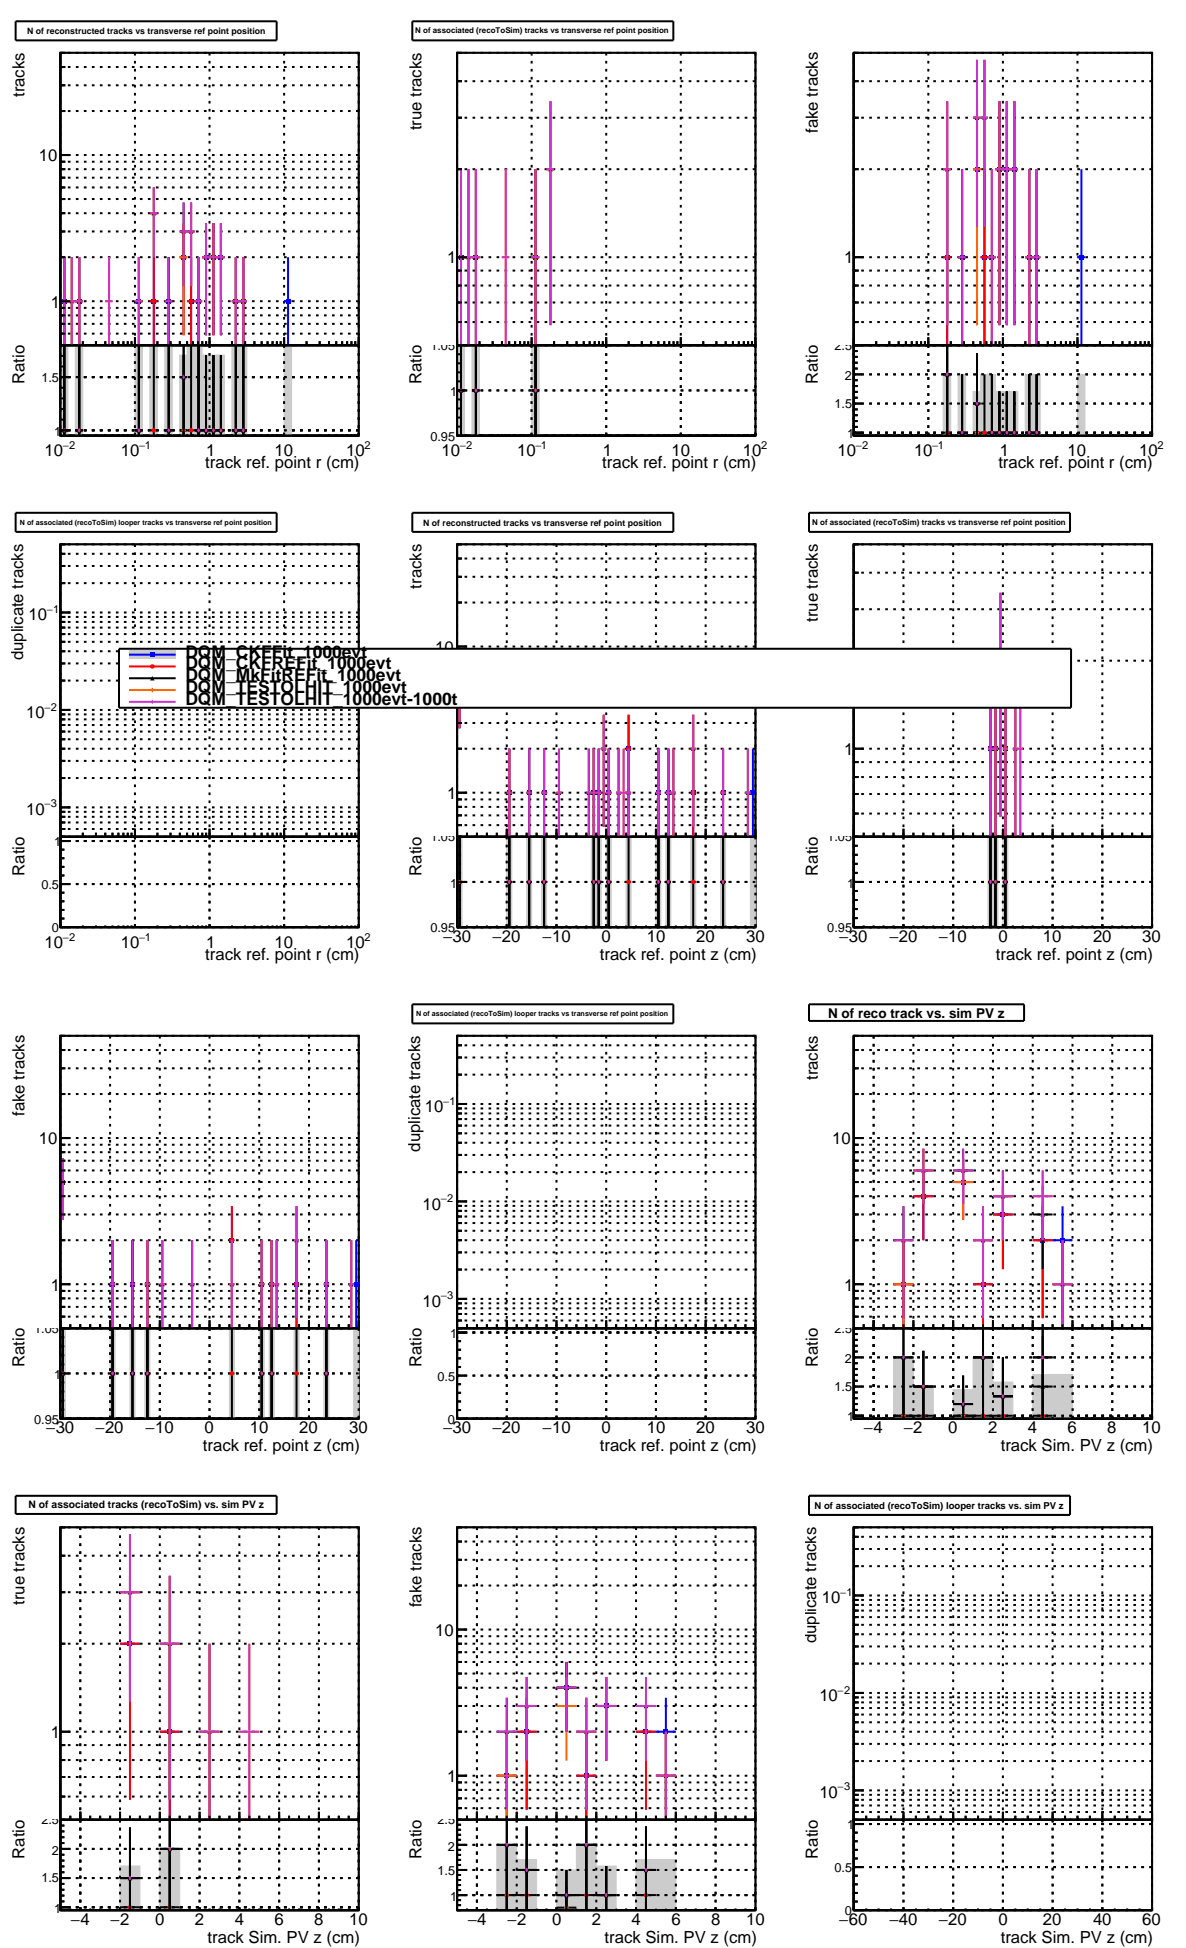 N of reconstructed tracks vs transverse ref point position
tracks
10
1
Ratio
1.5
1
10−2 10−1 1 10 102
track ref. point r (cm)
N of associated (recoToSim) tracks vs transverse ref point position
true tracks
1
1.05
Ratio
1
0.95
10−2 10−1 1 10 102
track ref. point r (cm)
fake tracks
1
2.5
Ratio
2
1.5
1
10−2 10−1 1 10 102
track ref. point r (cm)
N of associated (recoToSim) looper tracks vs transverse ref point position
duplicate tracks
10−1
10−2
10−3
Ratio
1
0.5
0
10−2 10−1 1 10 102
track ref. point r (cm)
N of reconstructed tracks vs transverse ref point position
tracks
10
1
1.05
Ratio
1
0.95
−30 −20 −10 0 10 20 30
track ref. point z (cm)
N of associated (recoToSim) tracks vs transverse ref point position
true tracks
1
1.05
Ratio
1
0.95
−30 −20 −10 0 10 20 30
track ref. point z (cm)
DQM_CKFFit_1000evt
DQM_CKFREFit_1000evt
DQM_MkFitREFit_1000evt
DQM_TESTOLHIT_1000evt
DQM_TESTOLHIT_1000evt-1000t
fake tracks
10
1
1.05
Ratio
1
0.95
−30 −20 −10 0 10 20 30
track ref. point z (cm)
N of associated (recoToSim) looper tracks vs transverse ref point position
duplicate tracks
10−1
10−2
10−3
Ratio
1
0.5
0
−30 −20 −10 0 10 20 30
track ref. point z (cm)
N of reco track vs. sim PV z
tracks
10
1
2.5
Ratio
2
1.5
1
−4 −2 0 2 4 6 8 10
track Sim. PV z (cm)
N of associated tracks (recoToSim) vs. sim PV z
true tracks
1
2.5
Ratio
2
1.5
1
−4 −2 0 2 4 6 8 10
track Sim. PV z (cm)
fake tracks
10
1
2.5
Ratio
2
1.5
1
−4 −2 0 2 4 6 8 10
track Sim. PV z (cm)
N of associated (recoToSim) looper tracks vs. sim PV z
duplicate tracks
10−1
10−2
10−3
Ratio
1
0.5
0
−60 −40 −20 0 20 40 60
track Sim. PV z (cm)